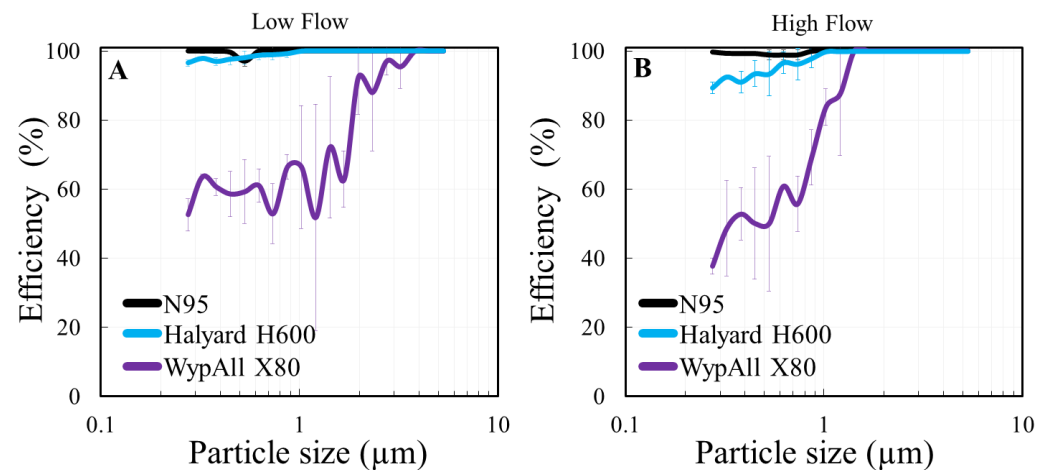 Low Flow
A
Efficiency (%)
100
80
60
40
20
0
N95
Halyard H600
WypAll X80
0.1
1
10
Particle size (µm)
High Flow
B
Efficiency (%)
100
80
60
40
20
0
N95
Halyard H600
WypAll X80
0.1
1
10
Particle size (µm)